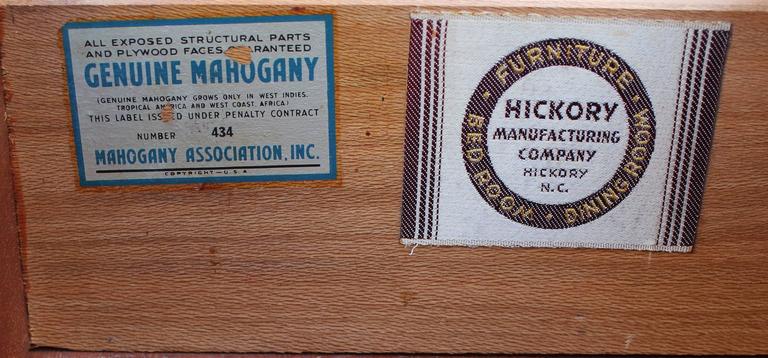 ALL EXPOSED STRUCTURAL PARTS
AND PLYWOOD FACES GUARANTEED
GENUINE MAHOGANY
(GENUINE MAHOGANY GROWS ONLY IN WEST INDIES,
TROPICAL AMERICA AND WEST COAST, AFRICA)
THIS LABEL ISSUED UNDER PENALTY CONTRACT
NUMBER 434
MAHOGANY ASSOCIATION, INC.
COPYRIGHT-U.S.A
FURNITURE
HICKORY
MANUFACTURING
COMPANY
HICKORY
N.C.
BED ROOM • DINING ROOM